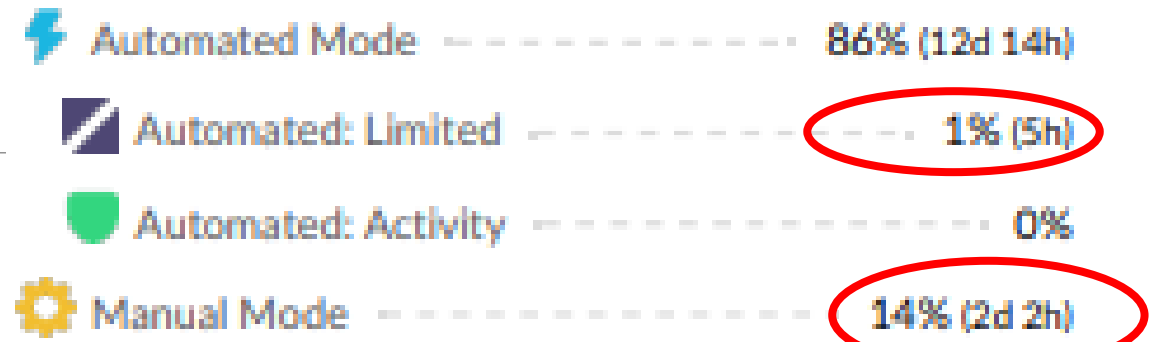 Automated Mode 86% (12d 14h)
Automated: Limited 1% (5h)
Automated: Activity 0%
Manual Mode 14% (2d 2h)